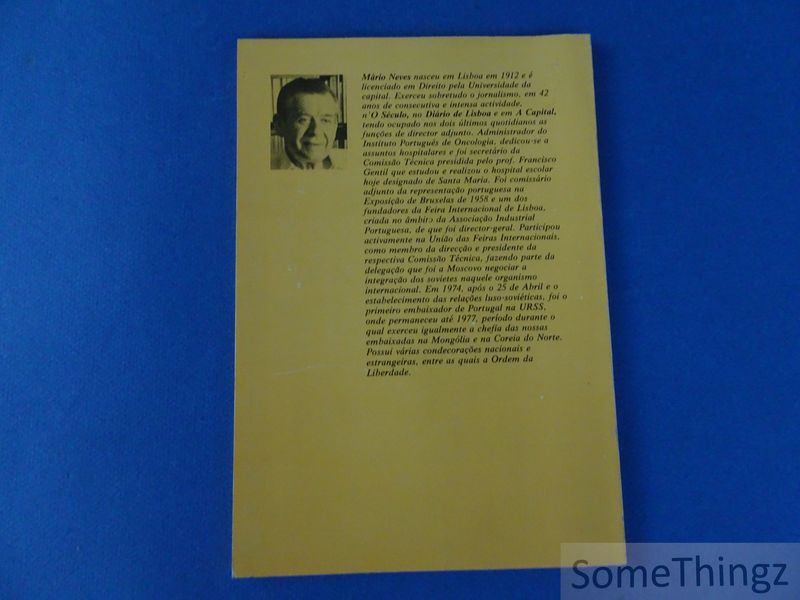 Mário Neves nasceu em Lisboa em 1912 e é
licenciado em Direito pela Universidade da
capital. Exerceu sobretudo o jornalismo, em 42
anos de consecutiva e intensa actividade,
n'O Século, no Diário de Lisboa e em A Capital,
tendo ocupado nos dois últimos quotidianos as
funções de director adjunto. Administrador do
Instituto Português de Oncologia, dedicou-se a
assuntos hospitalares e foi secretário da
Comissão Técnica presidida pelo prof. Francisco
Gentil que estudou e realizou o hospital escolar
hoje designado de Santa Maria. Foi comissário
adjunto da representação portuguesa na
Exposição de Bruxelas de 1958 e um dos
fundadores da Feira Internacional de Lisboa,
criada no âmbito da Associação Industrial
Portuguesa, de que foi director-geral. Participou
activamente na União das Feiras Internacionais,
como membro da direcção e presidente da
respectiva Comissão Técnica, fazendo parte da
delegação que foi a Moscovo negociar a
integração dos sovietes naquele organismo
internacional. Em 1974, após o 25 de Abril e o
estabelecimento das relações luso-soviéticas, foi o
primeiro embaixador de Portugal na URSS,
onde permaneceu até 1977, período durante o
qual exerceu igualmente a chefia das nossas
embaixadas na Mongólia e na Coreia do Norte.
Possui várias condecorações nacionais e
estrangeiras, entre as quais a Ordem da
Liberdade.
SomeThingz